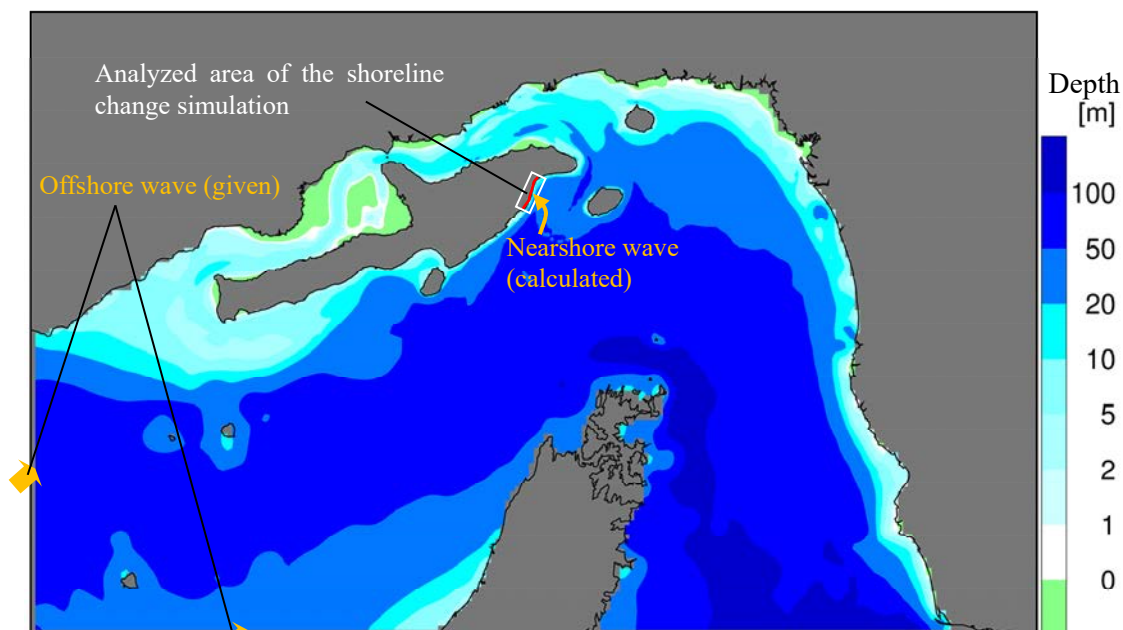 Analyzed area of the shoreline
change simulation
Depth
[m]
Offshore wave (given)
100
Nearshore wave
(calculated)
50
20
10
5
2
1
0